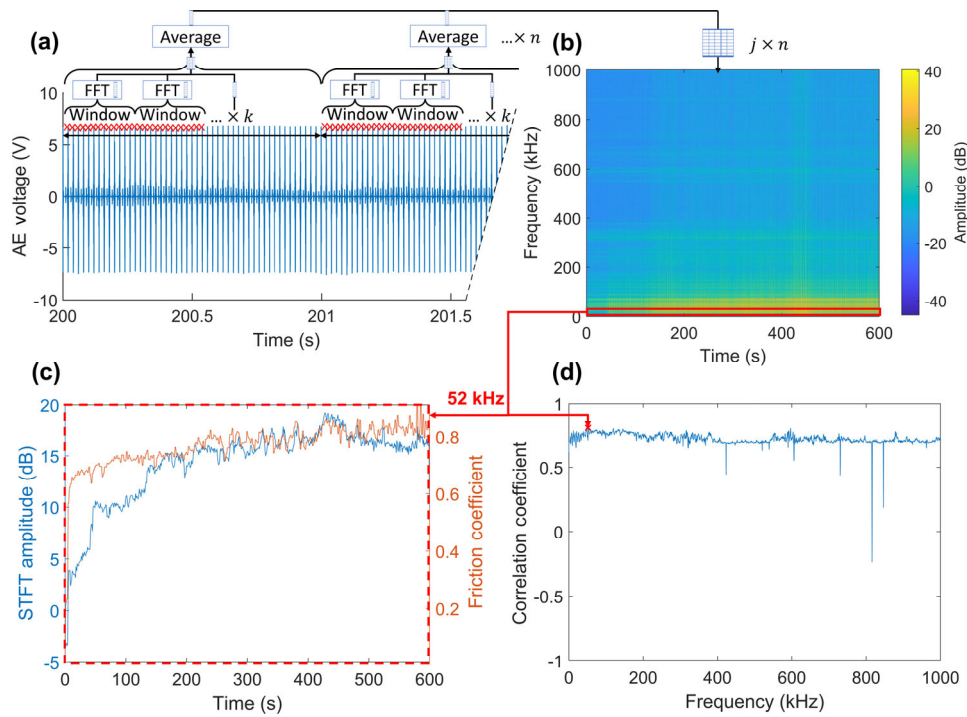 (a)
Average
Average
... × n
FFT
FFT
FFT
FFT
Window
Window
... × k
Window
Window
... × k
10
5
0
-5
-10
AE voltage (V)
200
200.5
201
201.5
Time (s)
(b)
j × n
1000
800
600
400
200
0
Frequency (kHz)
0
200
400
600
Time (s)
40
20
0
-20
-40
Amplitude (dB)
(c)
52 kHz
20
15
10
5
0
-5
STFT amplitude (dB)
0.8
0.6
0.4
0.2
Friction coefficient
0
100
200
300
400
500
600
Time (s)
(d)
1
0.5
0
-0.5
-1
Correlation coefficient
0
200
400
600
800
1000
Frequency (kHz)